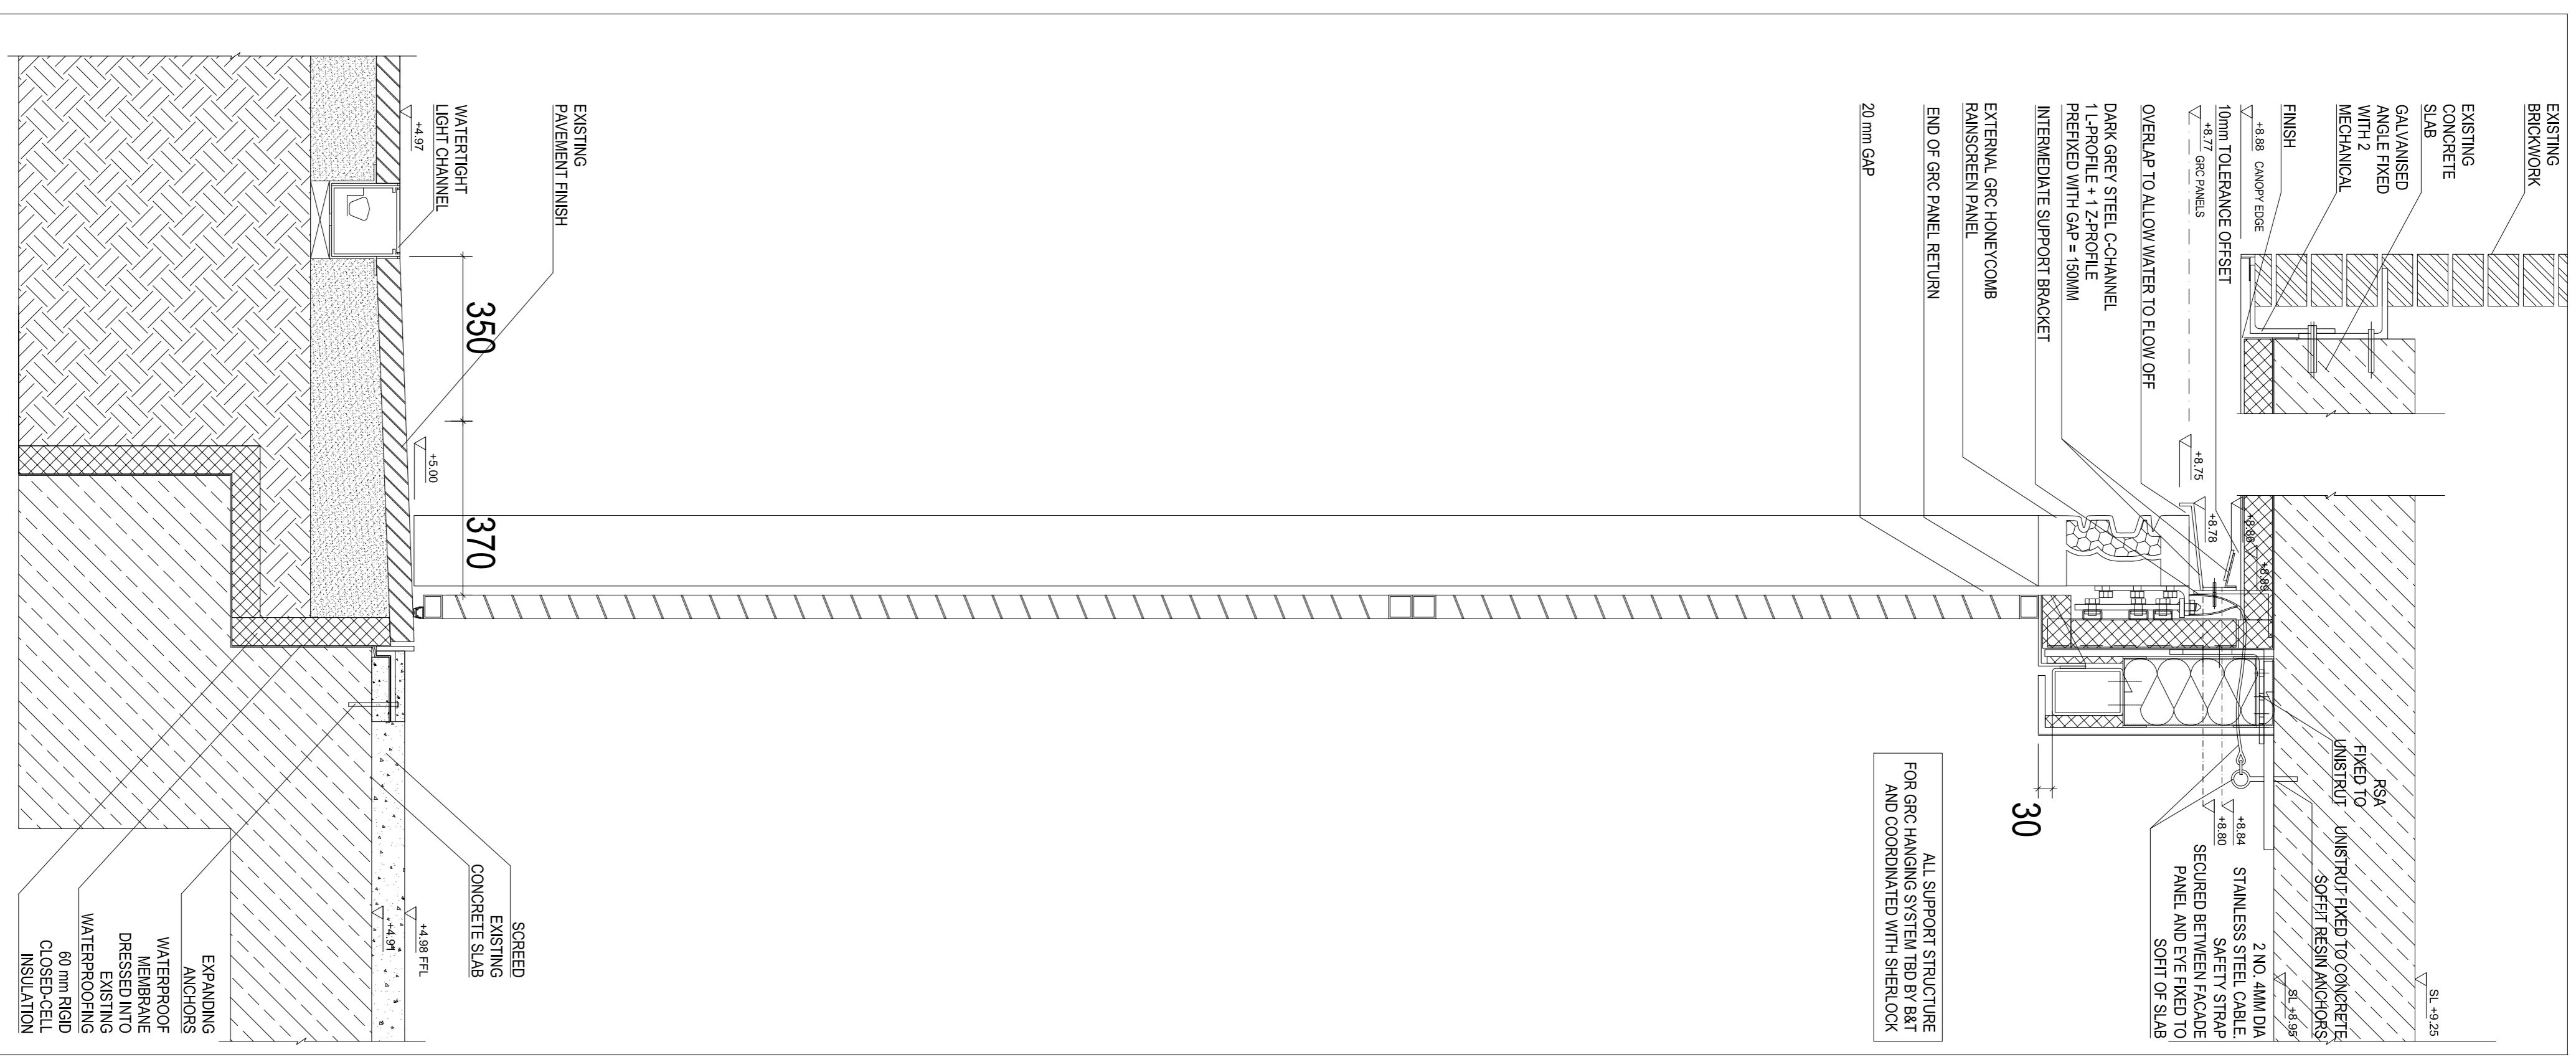 EXISTING
BRICKWORK
EXISTING
CONCRETE
SLAB
GALVANISED
ANGLE FIXED
WITH 2
MECHANICAL
FINISH
+8.88 CANOPY EDGE
10mm TOLERANCE OFFSET
+8.77 GRC PANELS
OVERLAP TO ALLOW WATER TO FLOW OFF
DARK GREY STEEL C-CHANNEL
1 L-PROFILE + 1 Z-PROFILE
PREFIXED WITH GAP = 150MM
INTERMEDIATE SUPPORT BRACKET
EXTERNAL GRC HONEYCOMB
RAINSCREEN PANEL
END OF GRC PANEL RETURN
20 mm GAP
EXISTING
PAVEMENT FINISH
WATERTIGHT
LIGHT CHANNEL
+4.97
350
370
+5.00
+8.75
+8.78
SL +9.25
SL +8.95
RSA
FIXED TO
UNISTRUT
UNISTRUT FIXED TO CONCRETE
SOFFIT RESIN ANCHORS
+8.84
+8.80
2 NO. 4MM DIA
STAINLESS STEEL CABLE.
SAFETY STRAP
SECURED BETWEEN FACADE
PANEL AND EYE FIXED TO
SOFIT OF SLAB
30
ALL SUPPORT STRUCTURE
FOR GRC HANGING SYSTEM TBD BY B&T
AND COORDINATED WITH SHERLOCK
SCREED
EXISTING
CONCRETE SLAB
+4.98 FFL
+4.91
EXPANDING
ANCHORS
WATERPROOF
MEMBRANE
DRESSED INTO
EXISTING
WATERPROOFING
60 mm RIGID
CLOSED-CELL
INSULATION